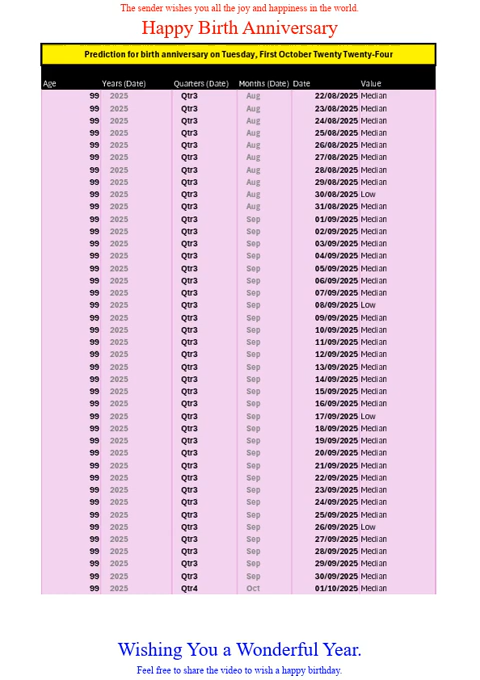 The sender wishes you all the joy and happiness in the world.
Happy Birth Anniversary
Prediction for birth anniversary on Tuesday, First October Twenty Twenty-Four
Age Years (Date) Quarters (Date) Months (Date) Date Value
99 2025 Qtr3 Aug 22/08/2025 Median
99 2025 Qtr3 Aug 23/08/2025 Median
99 2025 Qtr3 Aug 24/08/2025 Median
99 2025 Qtr3 Aug 25/08/2025 Median
99 2025 Qtr3 Aug 26/08/2025 Median
99 2025 Qtr3 Aug 27/08/2025 Median
99 2025 Qtr3 Aug 28/08/2025 Median
99 2025 Qtr3 Aug 29/08/2025 Median
99 2025 Qtr3 Aug 30/08/2025 Low
99 2025 Qtr3 Aug 31/08/2025 Median
99 2025 Qtr3 Sep 01/09/2025 Median
99 2025 Qtr3 Sep 02/09/2025 Median
99 2025 Qtr3 Sep 03/09/2025 Median
99 2025 Qtr3 Sep 04/09/2025 Median
99 2025 Qtr3 Sep 05/09/2025 Median
99 2025 Qtr3 Sep 06/09/2025 Median
99 2025 Qtr3 Sep 07/09/2025 Median
99 2025 Qtr3 Sep 08/09/2025 Low
99 2025 Qtr3 Sep 09/09/2025 Median
99 2025 Qtr3 Sep 10/09/2025 Median
99 2025 Qtr3 Sep 11/09/2025 Median
99 2025 Qtr3 Sep 12/09/2025 Median
99 2025 Qtr3 Sep 13/09/2025 Median
99 2025 Qtr3 Sep 14/09/2025 Median
99 2025 Qtr3 Sep 15/09/2025 Median
99 2025 Qtr3 Sep 16/09/2025 Median
99 2025 Qtr3 Sep 17/09/2025 Low
99 2025 Qtr3 Sep 18/09/2025 Median
99 2025 Qtr3 Sep 19/09/2025 Median
99 2025 Qtr3 Sep 20/09/2025 Median
99 2025 Qtr3 Sep 21/09/2025 Median
99 2025 Qtr3 Sep 22/09/2025 Median
99 2025 Qtr3 Sep 23/09/2025 Median
99 2025 Qtr3 Sep 24/09/2025 Median
99 2025 Qtr3 Sep 25/09/2025 Median
99 2025 Qtr3 Sep 26/09/2025 Low
99 2025 Qtr3 Sep 27/09/2025 Median
99 2025 Qtr3 Sep 28/09/2025 Median
99 2025 Qtr3 Sep 29/09/2025 Median
99 2025 Qtr3 Sep 30/09/2025 Median
99 2025 Qtr4 Oct 01/10/2025 Median
Wishing You a Wonderful Year.
Feel free to share the video to wish a happy birthday.